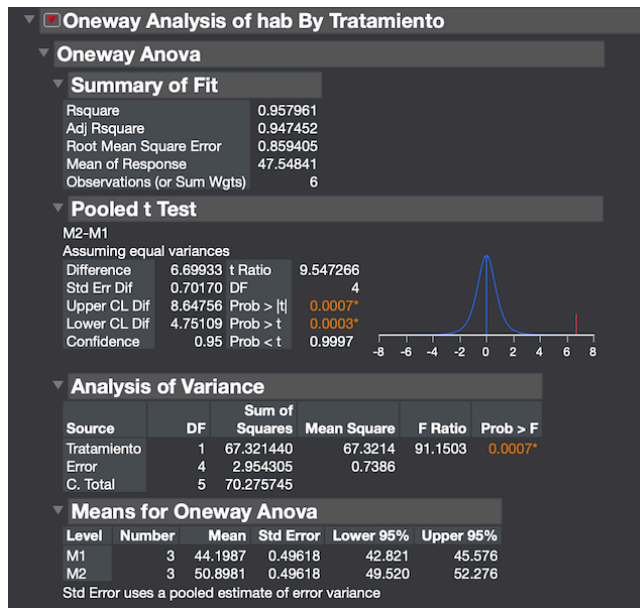 Oneway Analysis of hab By Tratamiento
Oneway Anova
Summary of Fit
Rsquare 0.957961
Adj Rsquare 0.947452
Root Mean Square Error 0.859405
Mean of Response 47.54841
Observations (or Sum Wgts) 6
Pooled t Test
M2-M1
Assuming equal variances
Difference 6.69933 t Ratio 9.547266
Std Err Dif 0.70170 DF 4
Upper CL Dif 8.64756 Prob > |t| 0.0007*
Lower CL Dif 4.75109 Prob > t 0.0003*
Confidence 0.95 Prob < t 0.9997
-8 -6 -4 -2 0 2 4 6 8
Analysis of Variance
Source DF Sum of Squares Mean Square F Ratio Prob > F
Tratamiento 1 67.321440 67.3214 91.1503 0.0007*
Error 4 2.954305 0.7386
C. Total 5 70.275745
Means for Oneway Anova
Level Number Mean Std Error Lower 95% Upper 95%
M1 3 44.1987 0.49618 42.821 45.576
M2 3 50.8981 0.49618 49.520 52.276
Std Error uses a pooled estimate of error variance